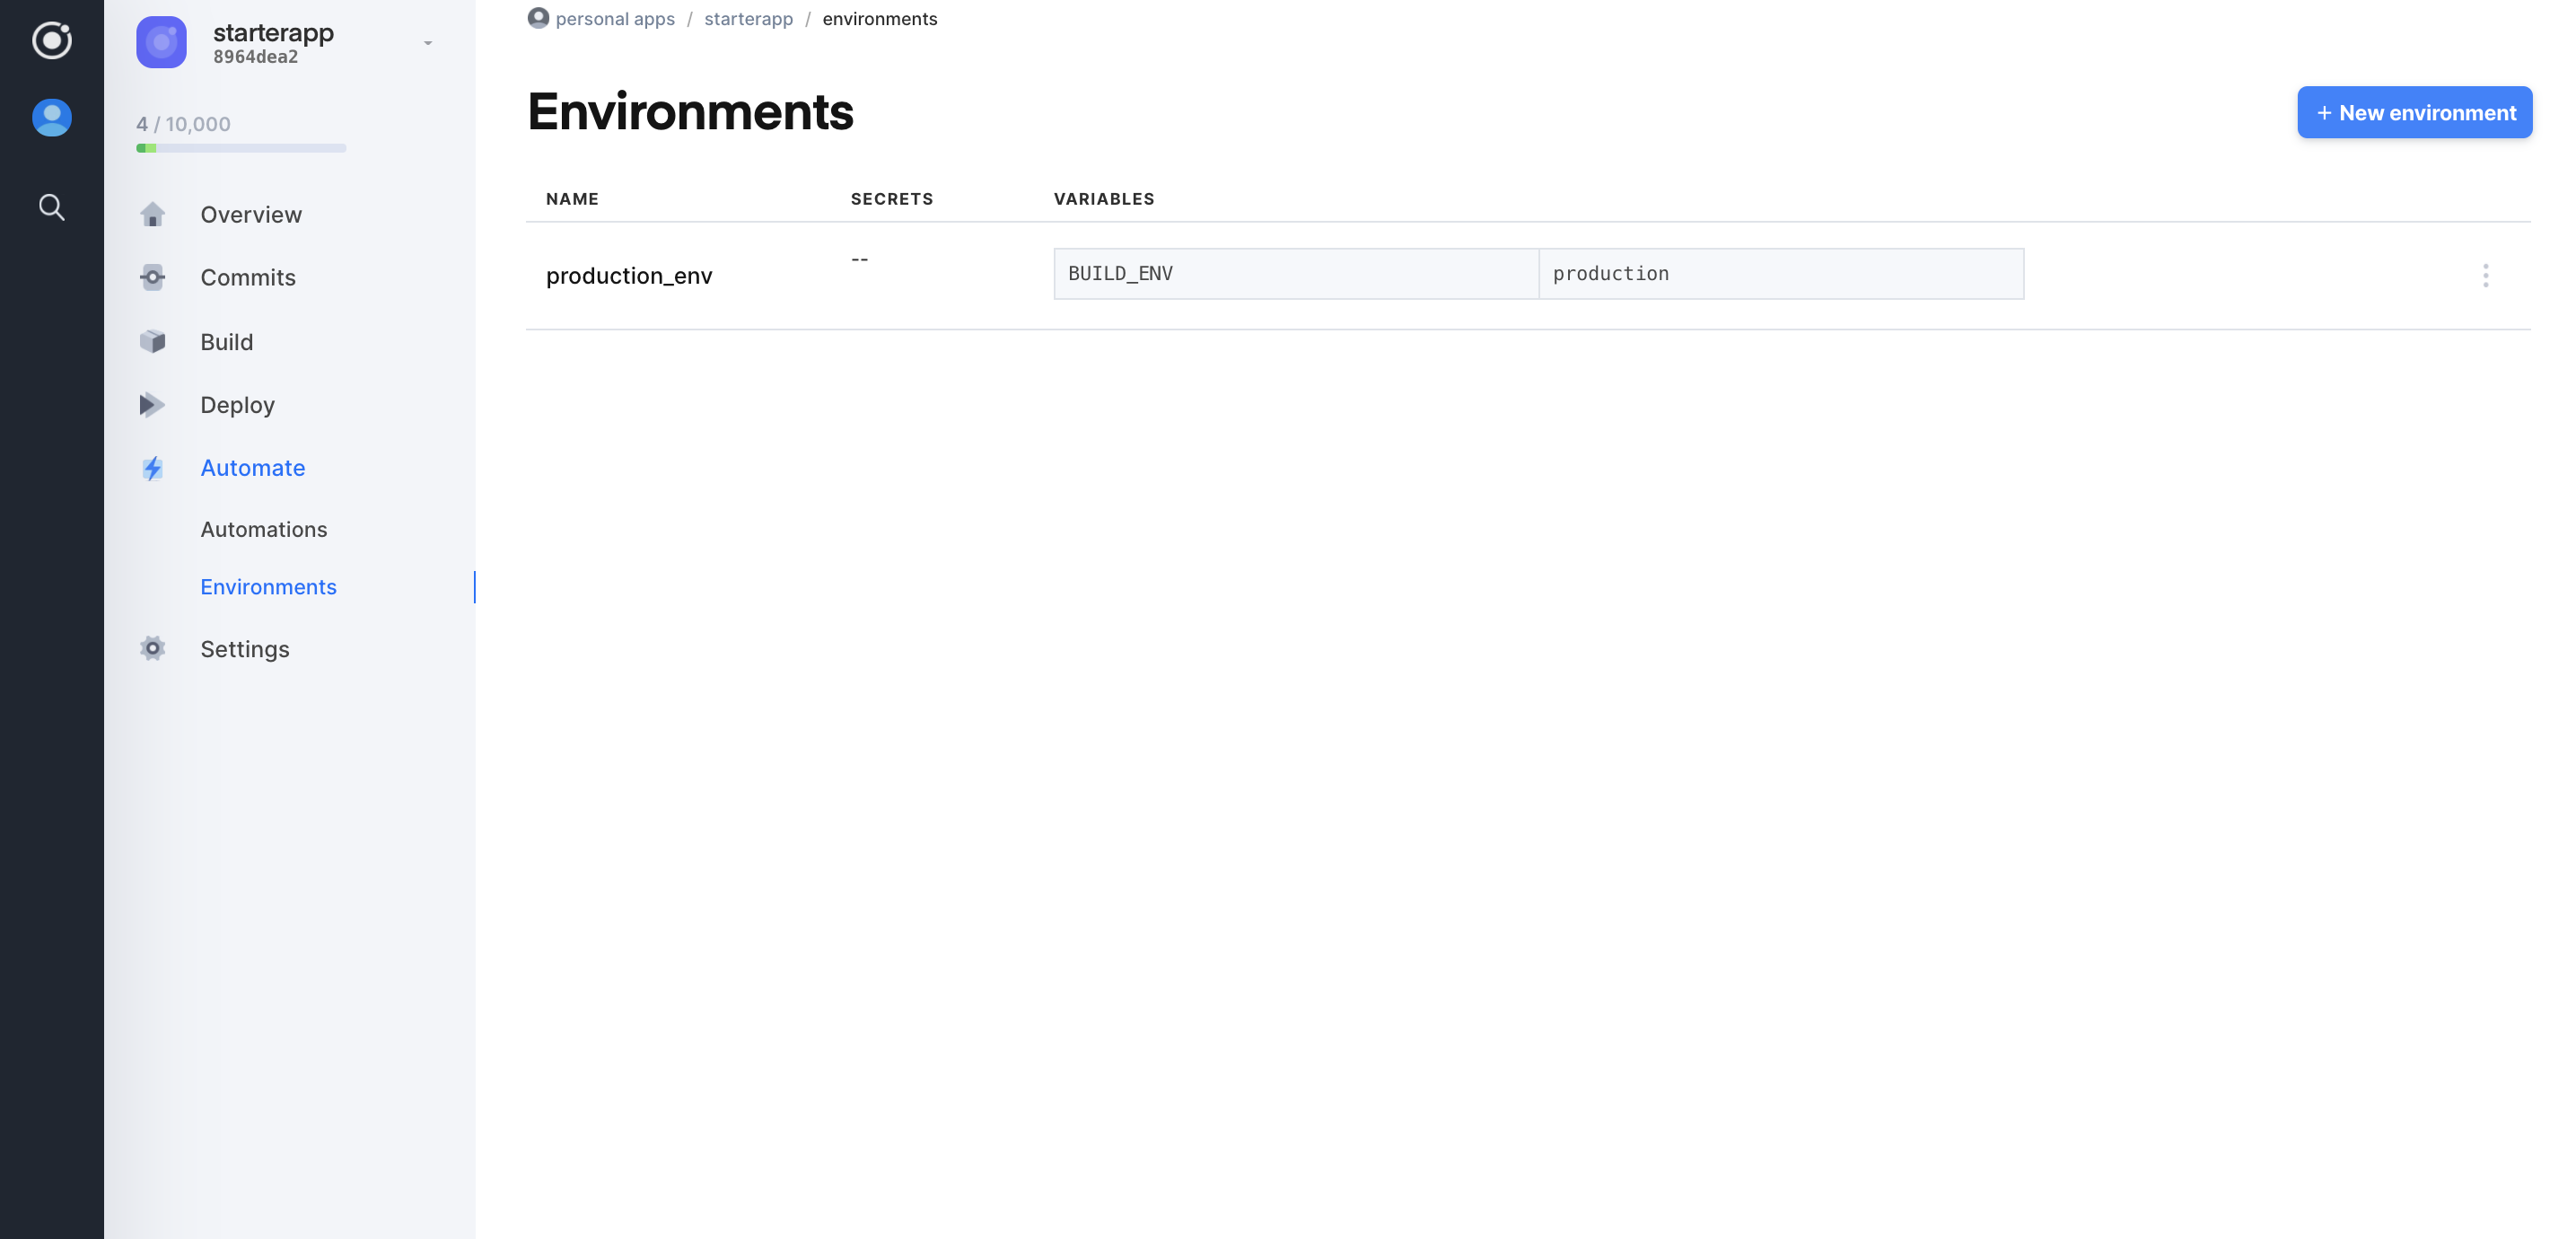 starterapp
8964dea2
4 / 10,000
Overview
Commits
Build
Deploy
Automate
Automations
Environments
Settings
personal apps / starterapp / environments
Environments
+ New environment
NAME SECRETS VARIABLES
production_env -- BUILD_ENV production